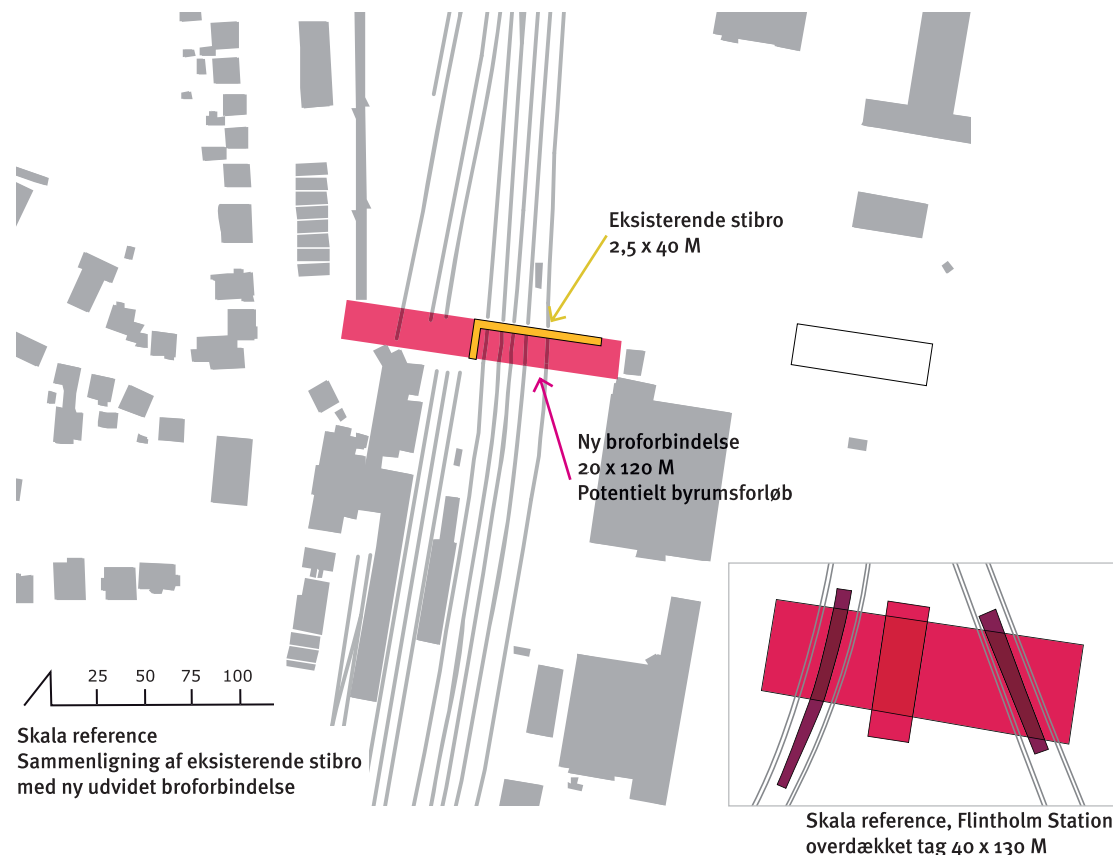 Eksisterende stibro
2,5 x 40 M
Ny broforbindelse
20 x 120 M
Potentielt byrumsforløb
25 50 75 100
Skala reference
Sammenligning af eksisterende stibro
med ny udvidet broforbindelse
Skala reference, Flintholm Station
overdækket tag 40 x 130 M